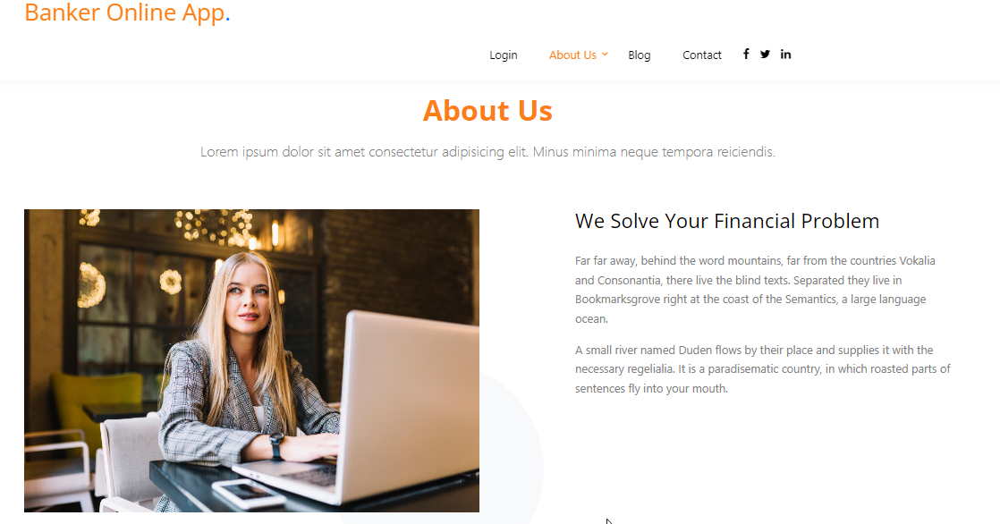 Banker Online App.
Login About Us Blog Contact
About Us
Lorem ipsum dolor sit amet consectetur adipisicing elit. Minus minima neque tempora reiciendis.
We Solve Your Financial Problem
Far far away, behind the word mountains, far from the countries Vokalia
and Consonantia, there live the blind texts. Separated they live in
Bookmarksgrove right at the coast of the Semantics, a large language
ocean.
A small river named Duden flows by their place and supplies it with the
necessary regelialia. It is a paradisematic country, in which roasted parts of
sentences fly into your mouth.